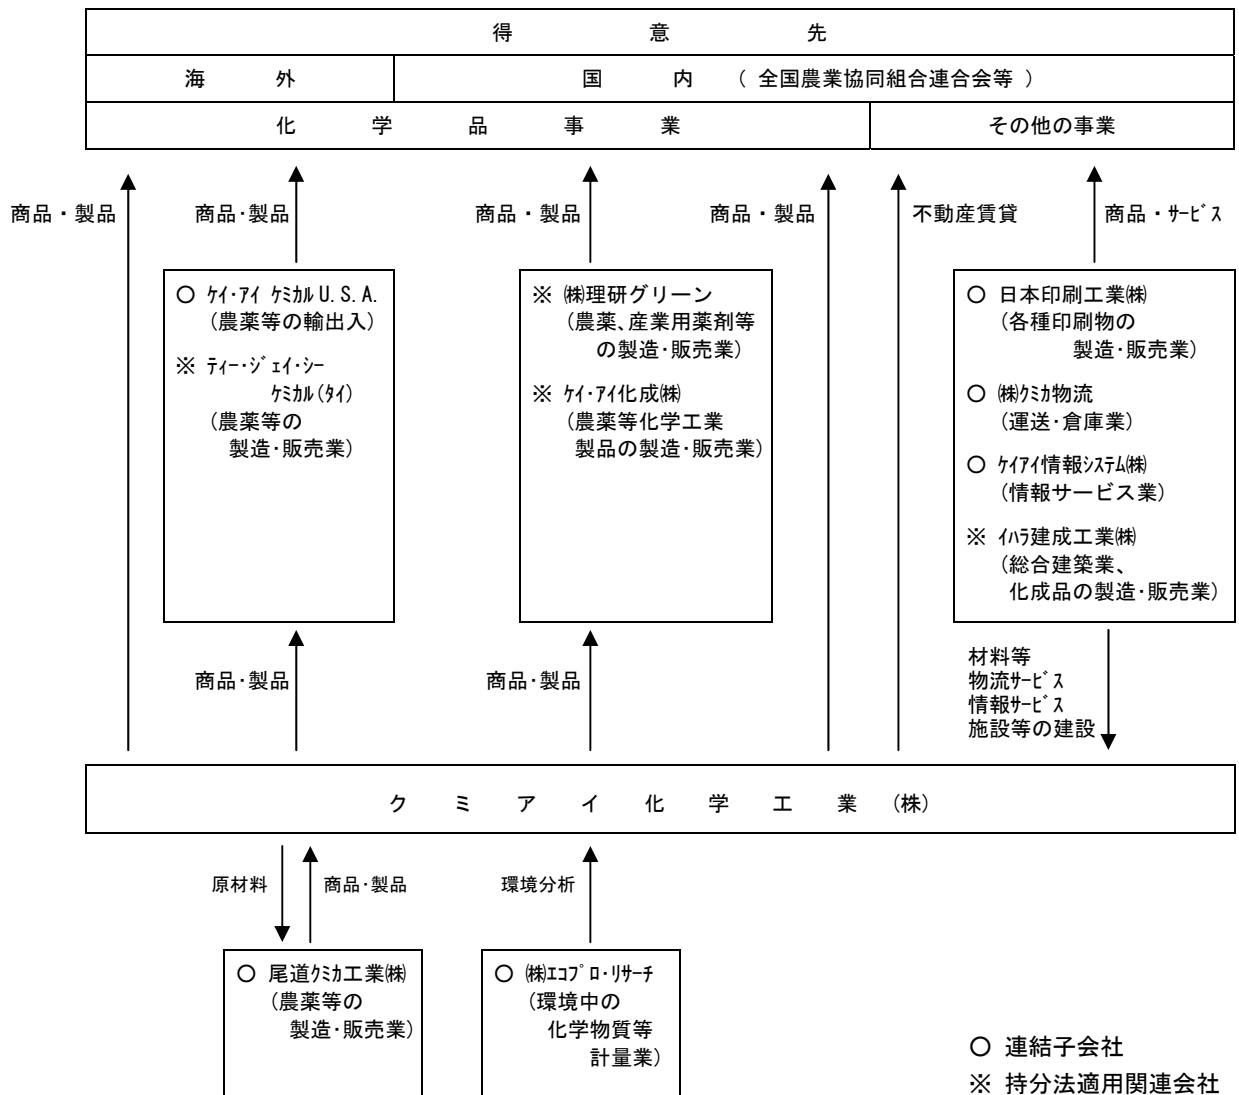 得 意 先
海 外
国 内 ( 全国農業協同組合連合会等 )
化 学 品 事 業
その他の事業
商品・製品
商品・製品
商品・製品
商品・製品
不動産賃貸
商品・サービス
○ ケイ・アイ ケミカルU.S.A.
(農薬等の輸出入)
※ ティー・ジェイ・シー
ケミカル(タイ)
(農薬等の
製造・販売業)
※ ㈱理研グリーン
(農薬、産業用薬剤等
の製造・販売業)
※ ケイ・アイ化成㈱
(農薬等化学工業
製品の製造・販売業)
○ 日本印刷工業㈱
(各種印刷物の
製造・販売業)
○ ㈱クミカ物流
(運送・倉庫業)
○ ケイアイ情報システム㈱
(情報サービス業)
※ イハラ建成工業㈱
(総合建築業、
化成品の製造・販売業)
商品・製品
商品・製品
材料等
物流サービス
情報サービス
施設等の建設
ク ミ ア イ 化 学 工 業 (株)
原材料
商品・製品
環境分析
○ 尾道クミカ工業㈱
(農薬等の
製造・販売業)
○ ㈱エコプロ・リサーチ
(環境中の
化学物質等
計量業)
○ 連結子会社
※ 持分法適用関連会社